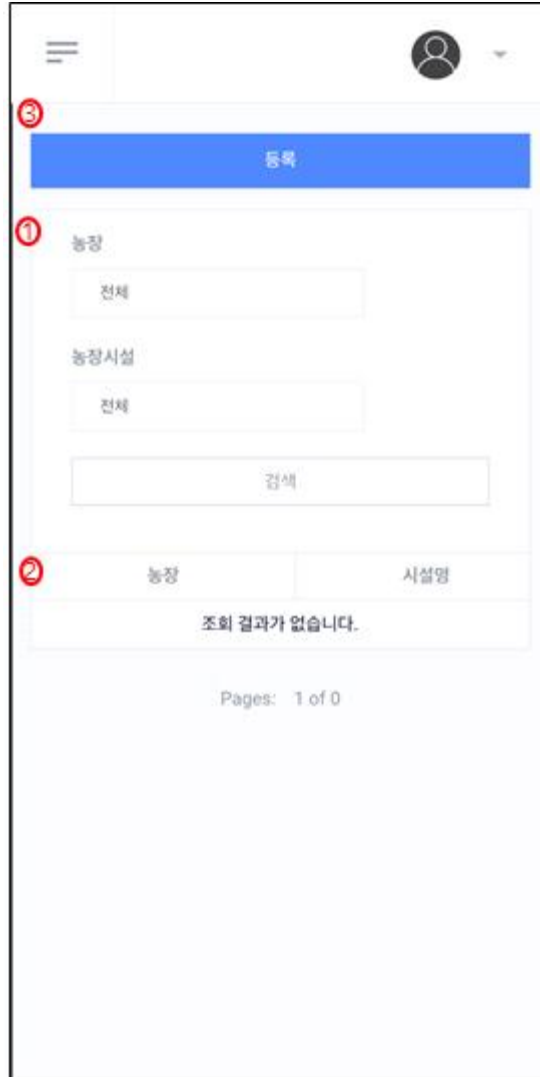 ③
등록
①
농장
전체
농장시설
전체
검색
②
농장 시설명
조회 결과가 없습니다.
Pages: 1 of 0